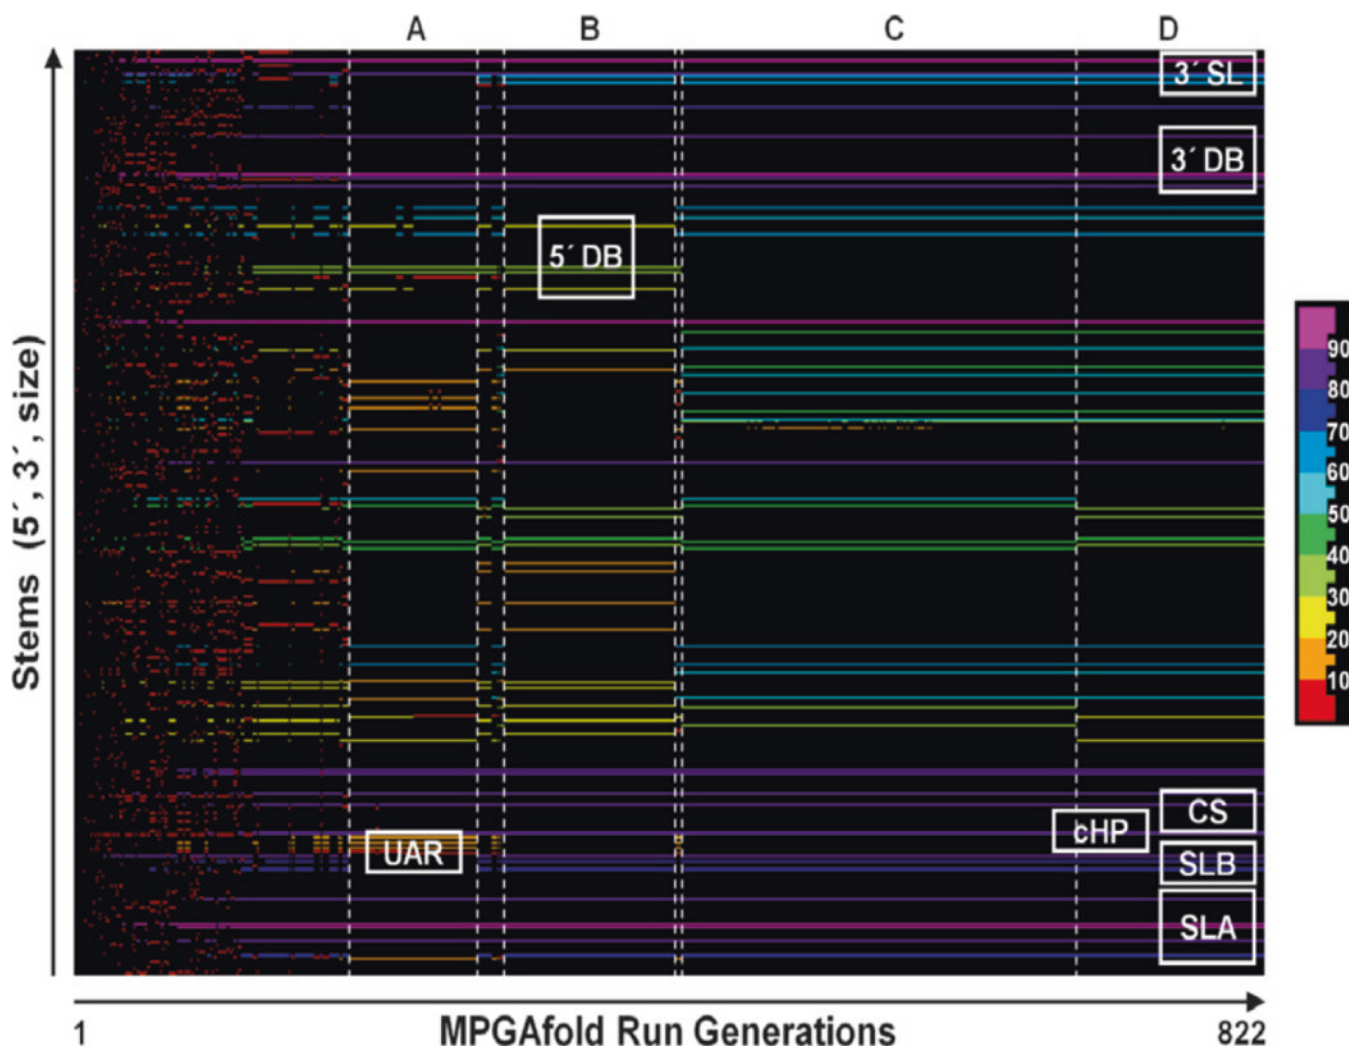 A B C D
3´ SL
3´ DB
5´ DB
Stems (5´, 3´, size)
90
80
70
60
50
40
30
20
10
CS
cHP
UAR
SLB
SLA
1 MPGAfold Run Generations 822